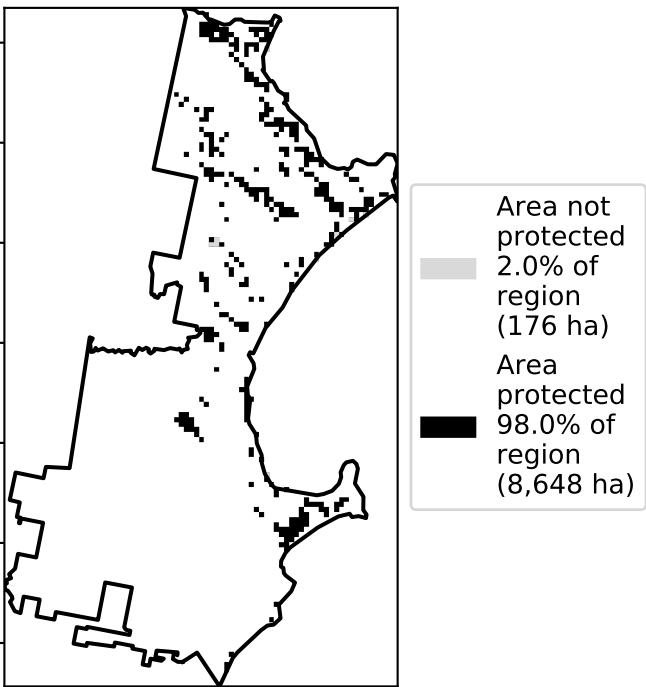 Area not
protected
2.0% of
region
(176 ha)
Area
protected
98.0% of
region
(8,648 ha)